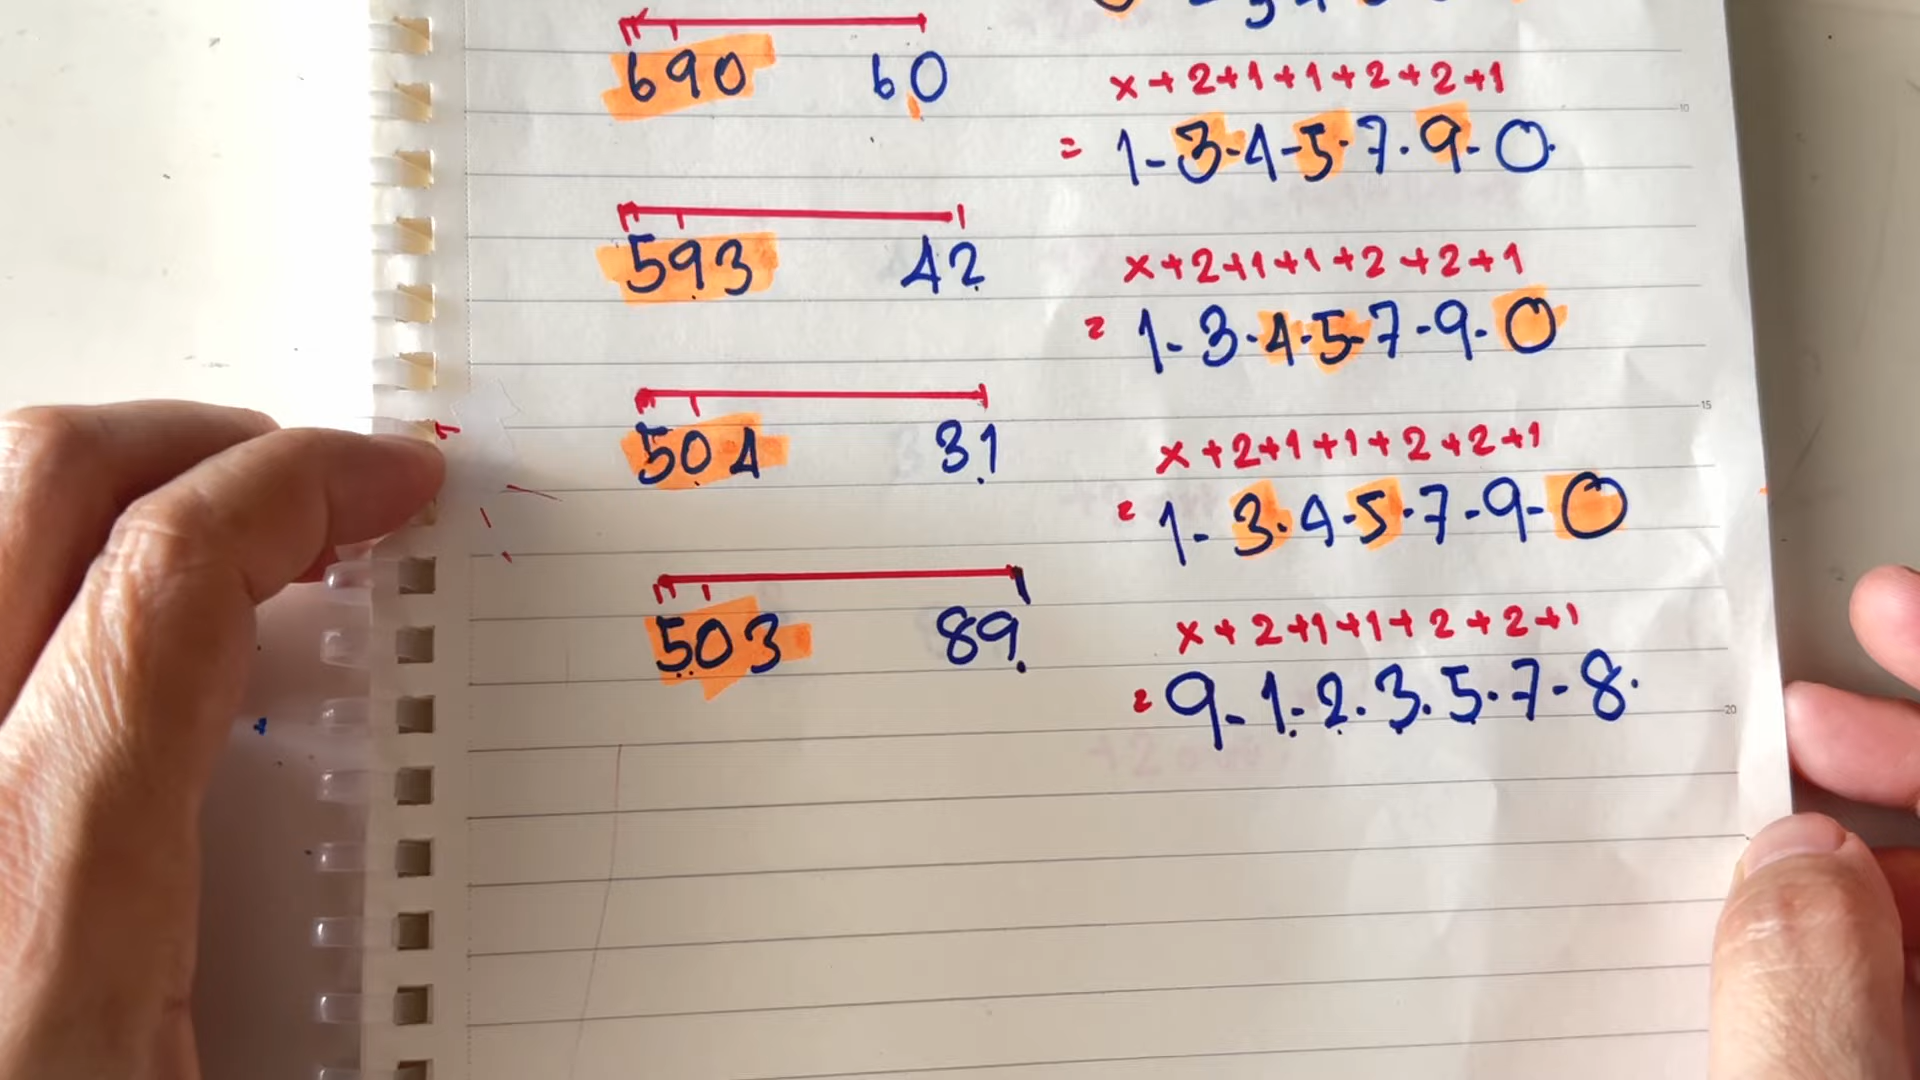 690 60
x+2+1+1+2+2+1
= 1-3-4-5-7-9-0
593 42
x+2+1+1+2+2+1
= 1-3-4-5-7-9-0
504 31
x+2+1+1+2+2+1
= 1-3-4-5-7-9-0
503 89
x+2+1+1+2+2+1
= 9-1-2-3-5-7-8
10
15
20